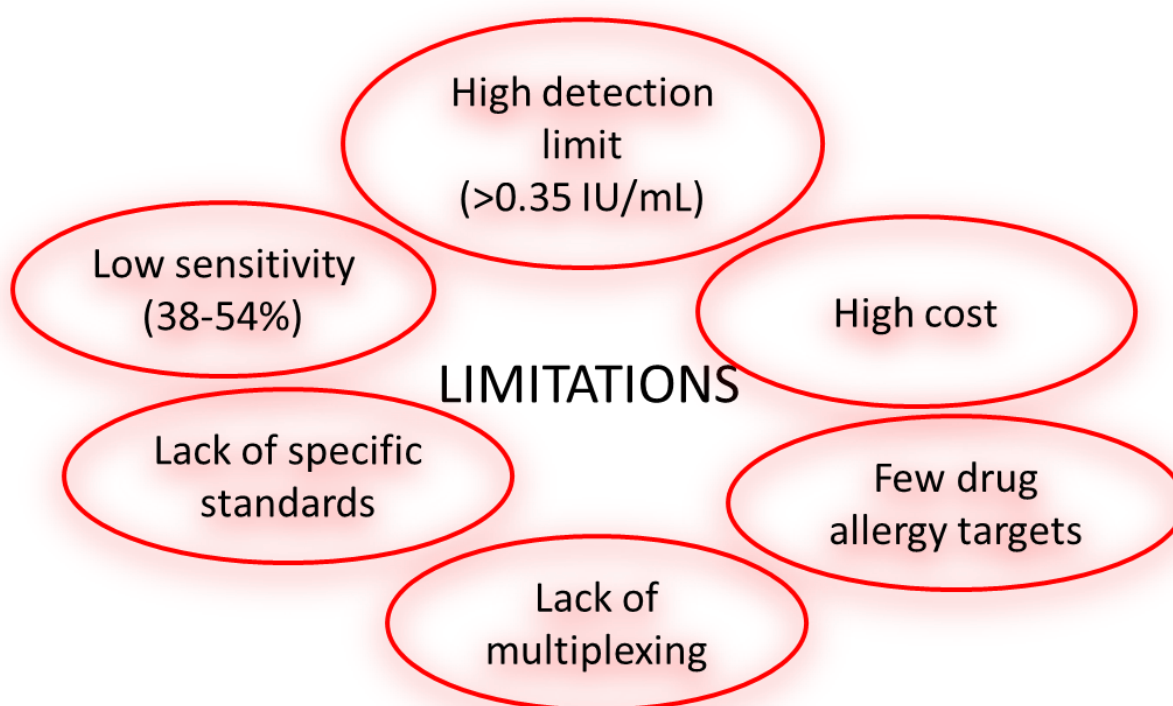 High detection
limit
(>0.35 IU/mL)
Low sensitivity
(38-54%)
High cost
LIMITATIONS
Lack of specific
standards
Few drug
allergy targets
Lack of
multiplexing